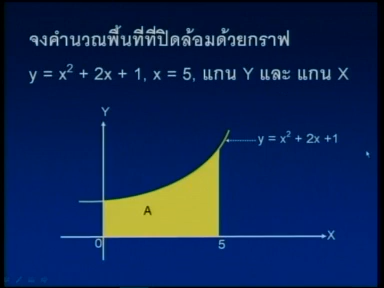 จงคำนวณพื้นที่ที่ปิดล้อมด้วยกราฟ
y = x² + 2x + 1, x = 5, แกน Y และ แกน X
Y
y = x² + 2x +1
A
0
5
X